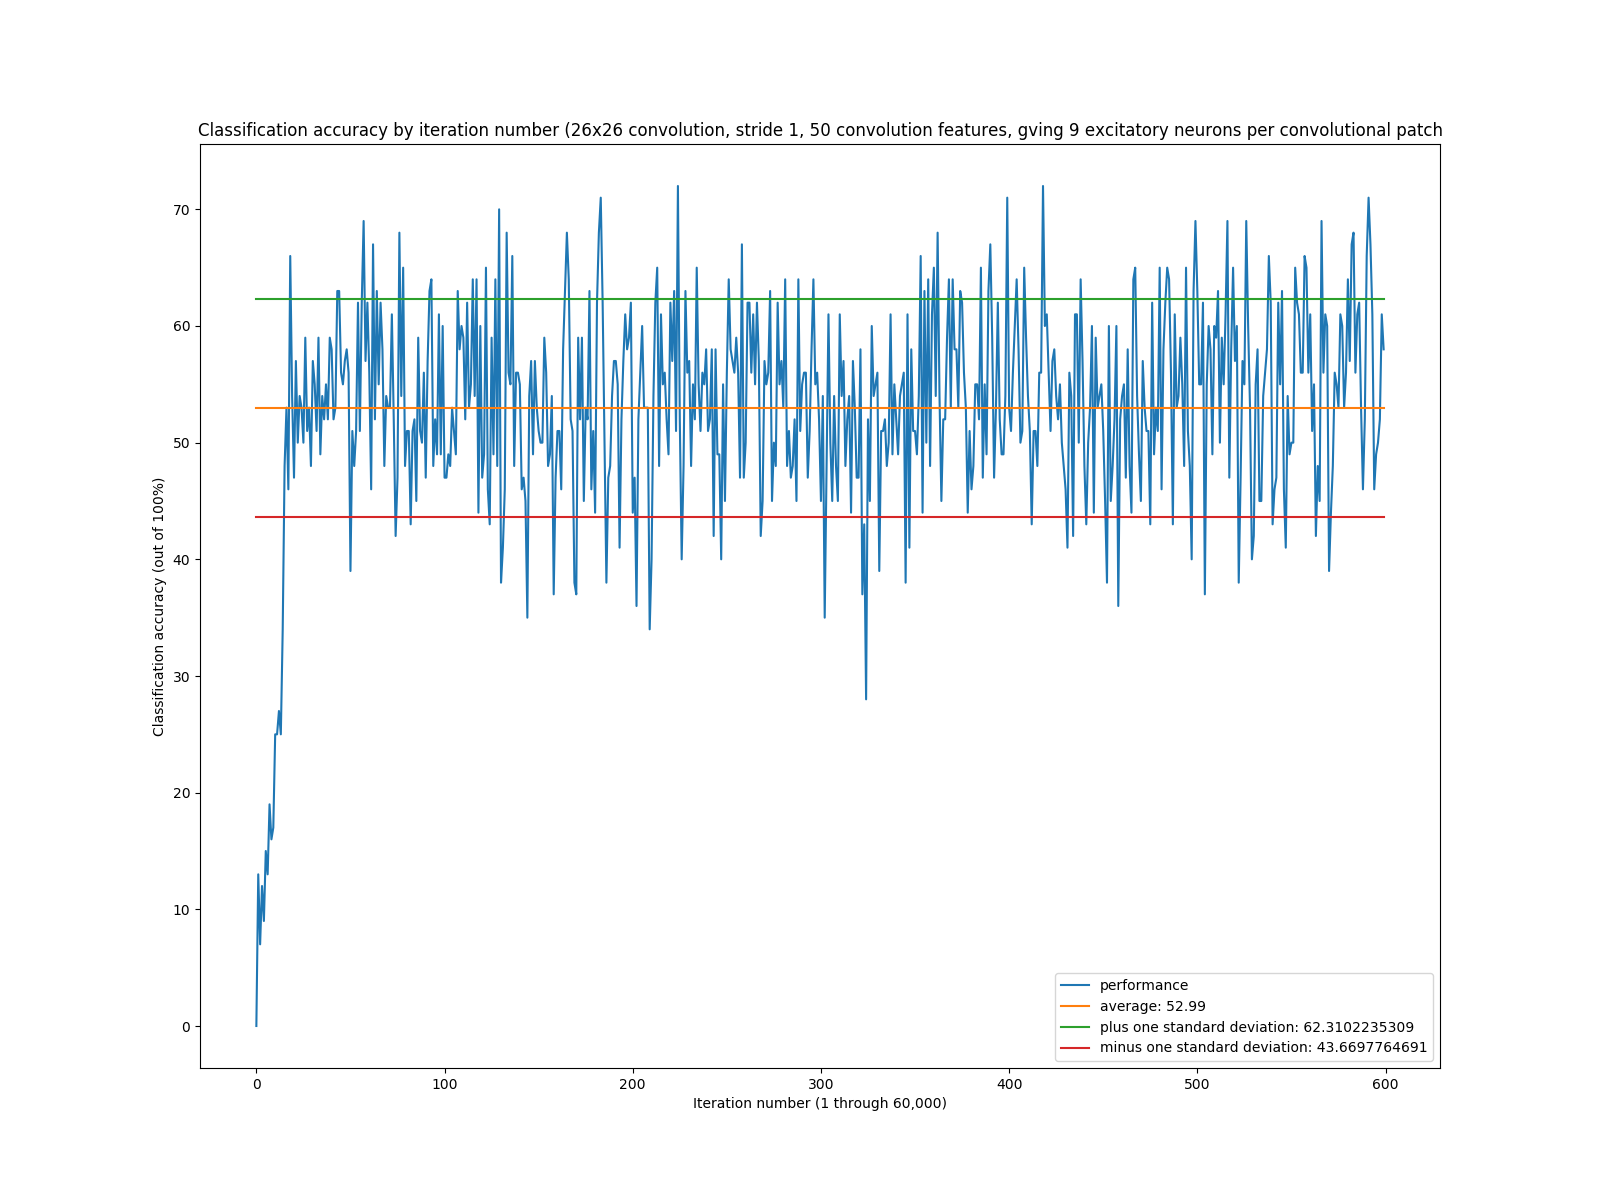 Classification accuracy by iteration number (26x26 convolution, stride 1, 50 convolution features, gving 9 excitatory neurons per convolutional patch
Classification accuracy (out of 100%)
70
60
50
40
30
20
10
0
performance
average: 52.99
plus one standard deviation: 62.3102235309
minus one standard deviation: 43.6697764691
0 100 200 300 400 500 600
Iteration number (1 through 60,000)